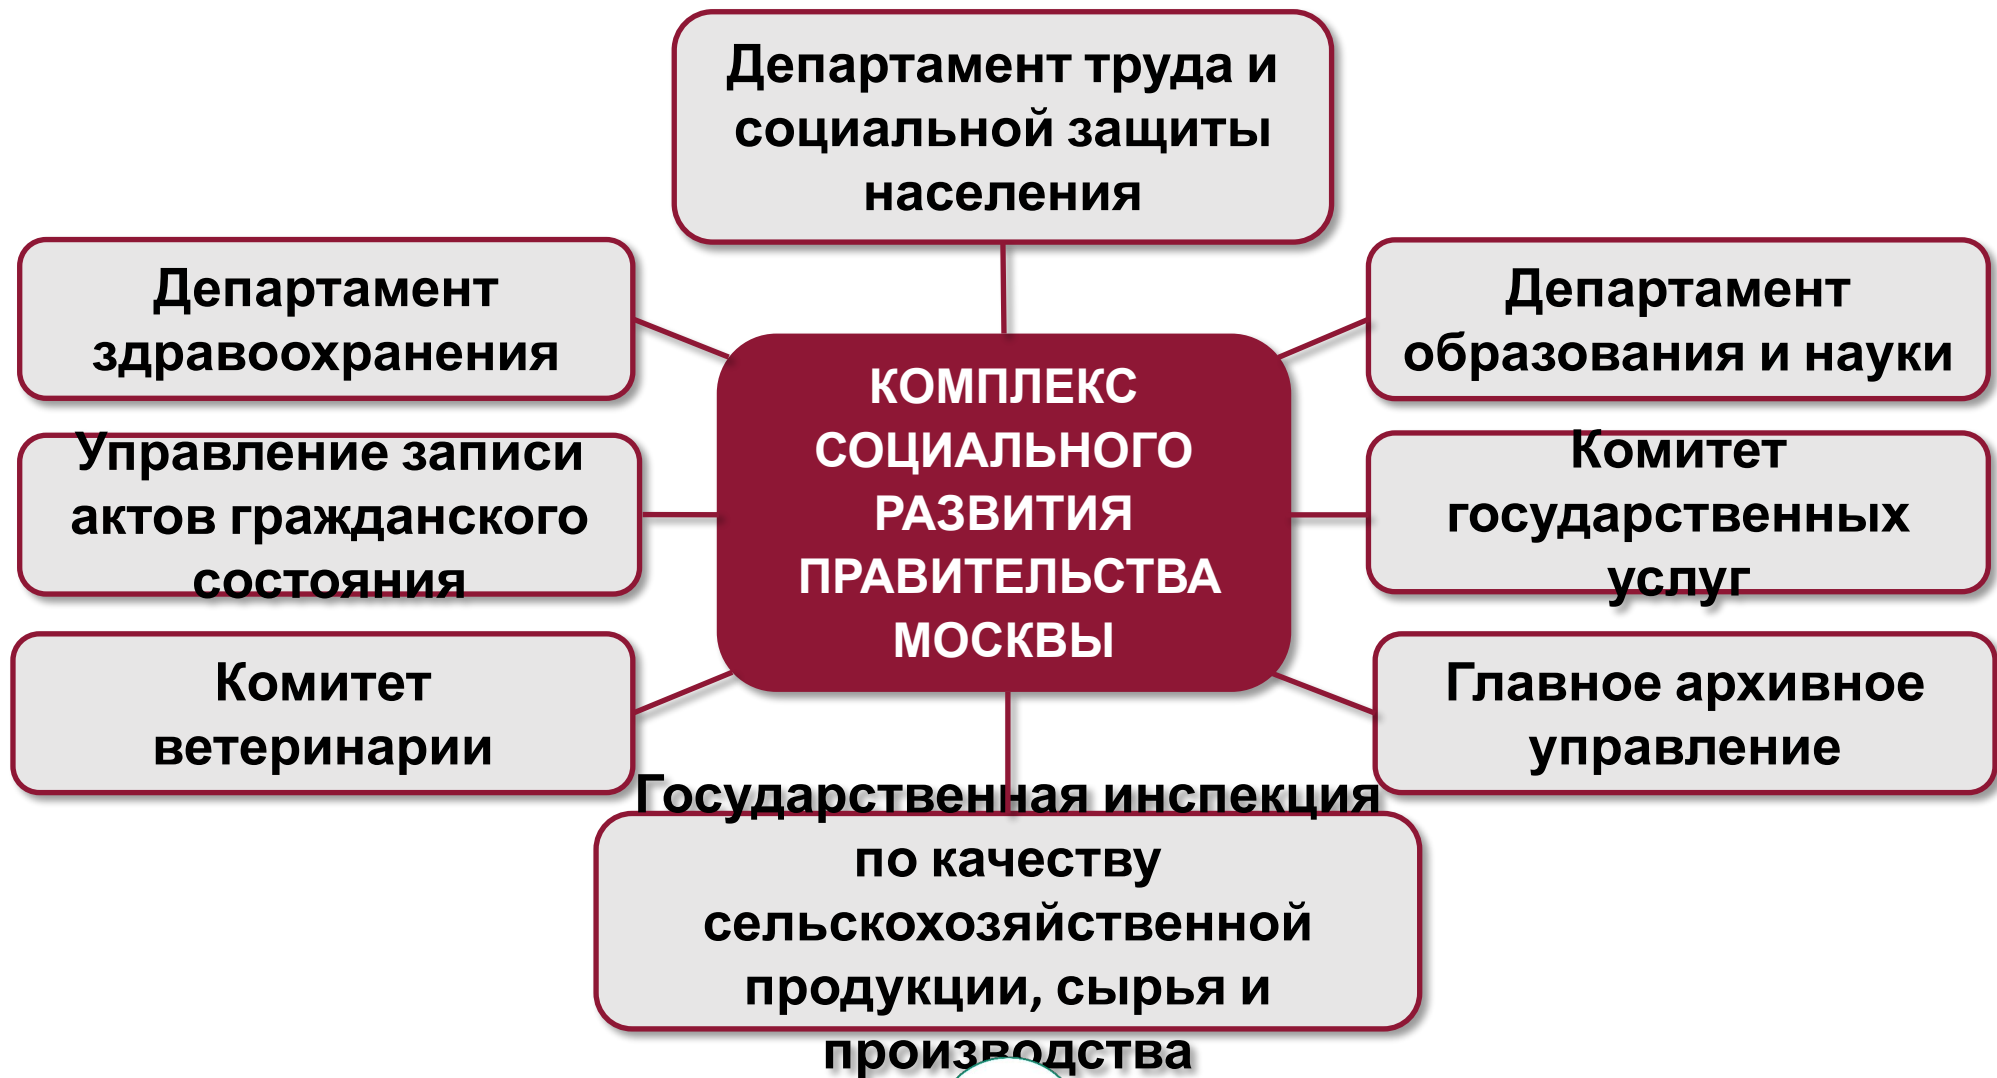 Департамент труда и
социальной защиты
населения
Департамент
здравоохранения
Департамент
образования и науки
КОМПЛЕКС
СОЦИАЛЬНОГО
РАЗВИТИЯ
ПРАВИТЕЛЬСТВА
МОСКВЫ
Управление записи
актов гражданского
состояния
Комитет
государственных
услуг
Комитет
ветеринарии
Главное архивное
управление
Государственная инспекция
по качеству
сельскохозяйственной
продукции, сырья и
производства